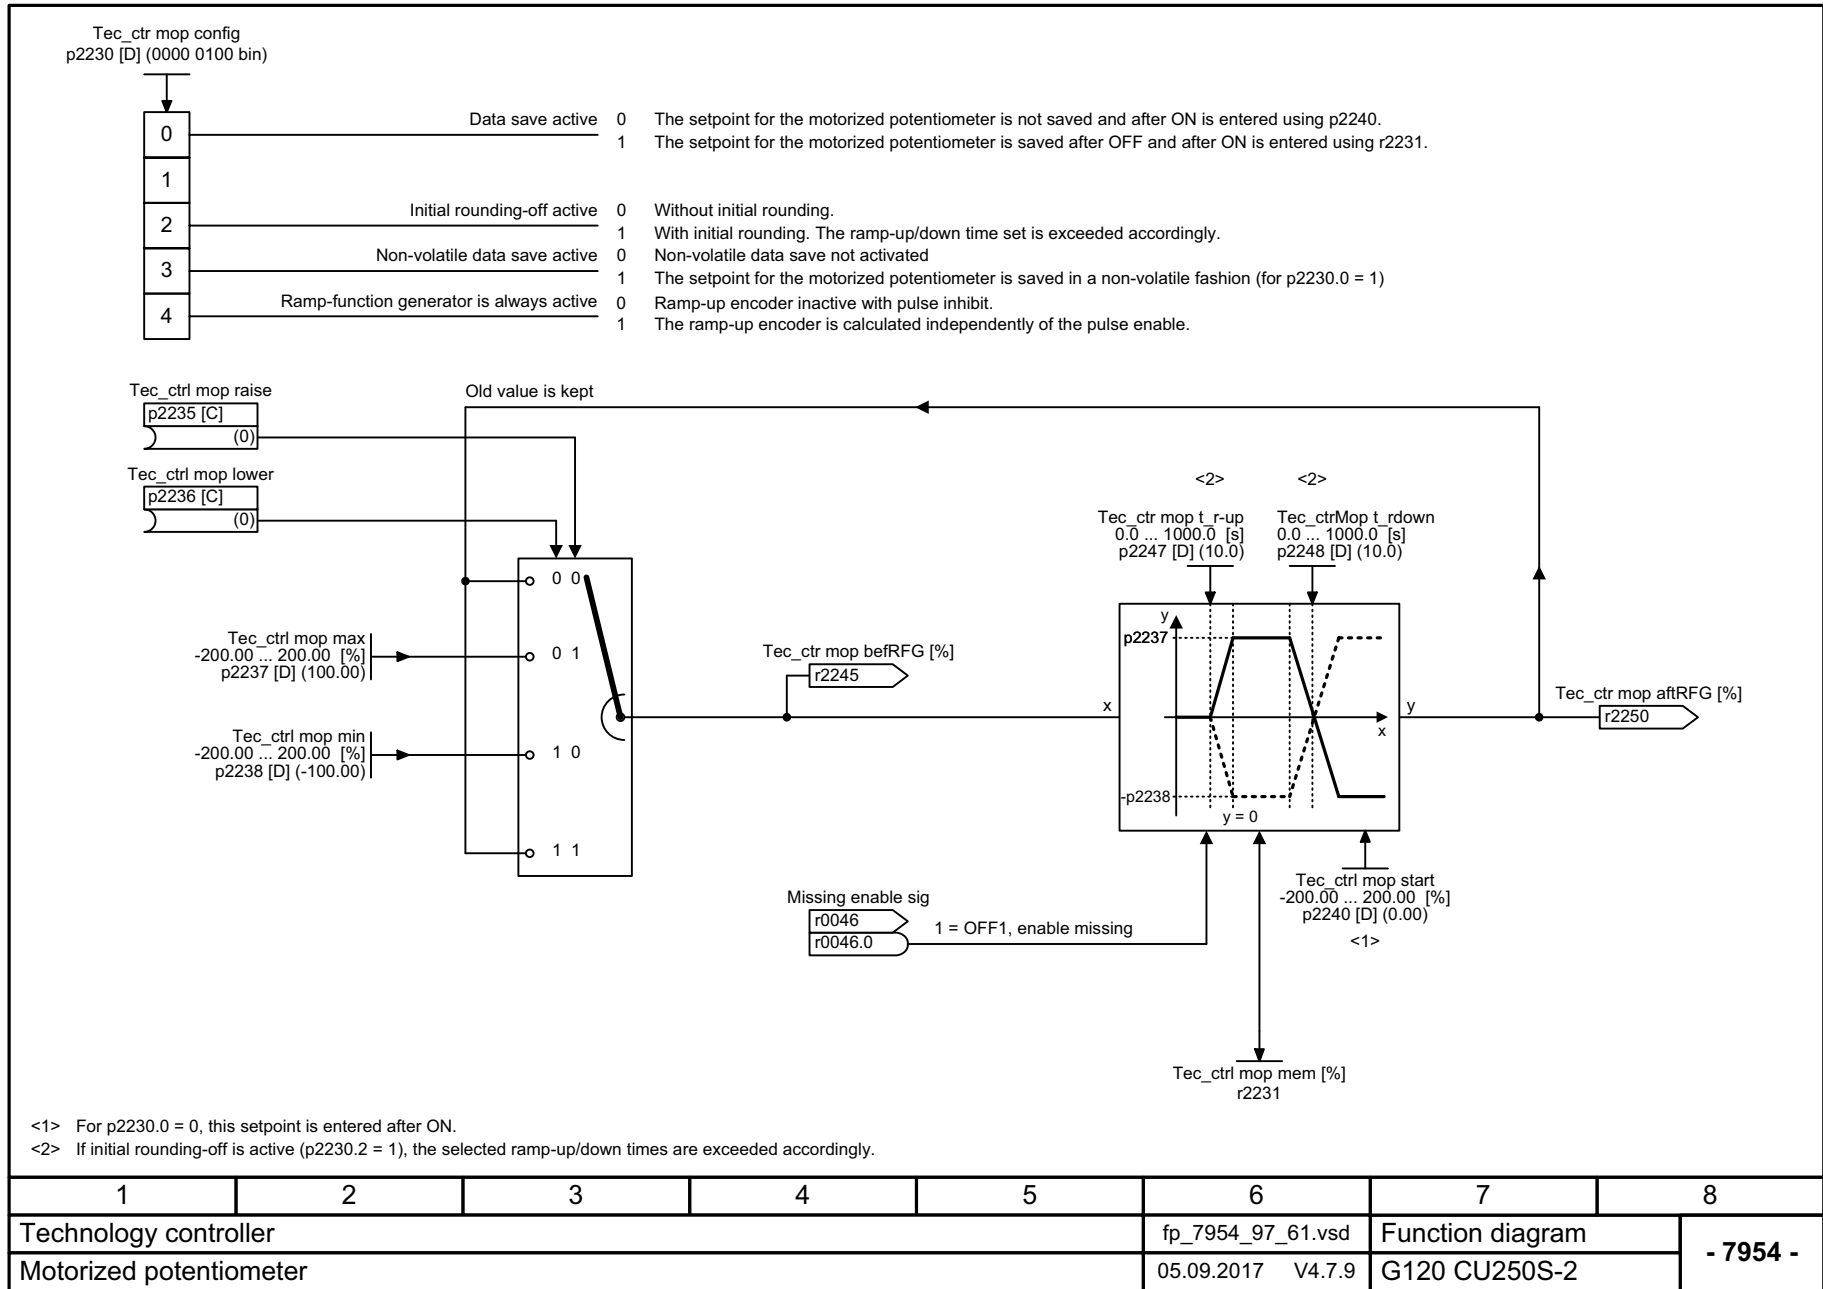 Tec_ctr mop config
p2230 [D] (0000 0100 bin)
0
Data save active 0 The setpoint for the motorized potentiometer is not saved and after ON is entered using p2240.
1 The setpoint for the motorized potentiometer is saved after OFF and after ON is entered using r2231.
1
2
Initial rounding-off active 0 Without initial rounding.
1 With initial rounding. The ramp-up/down time set is exceeded accordingly.
3
Non-volatile data save active 0 Non-volatile data save not activated
1 The setpoint for the motorized potentiometer is saved in a non-volatile fashion (for p2230.0 = 1)
4
Ramp-function generator is always active 0 Ramp-up encoder inactive with pulse inhibit.
1 The ramp-up encoder is calculated independently of the pulse enable.
Tec_ctrl mop raise
p2235 [C]
(0)
Old value is kept
Tec_ctrl mop lower
p2236 [C]
(0)
0 0
Tec_ctrl mop max
-200.00 ... 200.00 [%]
p2237 [D] (100.00)
0 1
Tec_ctrl mop min
-200.00 ... 200.00 [%]
p2238 [D] (-100.00)
1 0
1 1
Tec_ctr mop befRFG [%]
r2245
<2> <2>
Tec_ctr mop t_r-up
0.0 ... 1000.0 [s]
p2247 [D] (10.0)
Tec_ctrMop t_rdown
0.0 ... 1000.0 [s]
p2248 [D] (10.0)
y
p2237
x
x
-p2238
y = 0
y
Tec_ctr mop aftRFG [%]
r2250
Missing enable sig
r0046
r0046.0
1 = OFF1, enable missing
Tec_ctrl mop start
-200.00 ... 200.00 [%]
p2240 [D] (0.00)
<1>
Tec_ctrl mop mem [%]
r2231
<1> For p2230.0 = 0, this setpoint is entered after ON.
<2> If initial rounding-off is active (p2230.2 = 1), the selected ramp-up/down times are exceeded accordingly.
1 2 3 4 5 6 7 8
Technology controller fp_7954_97_61.vsd Function diagram
- 7954 -
Motorized potentiometer 05.09.2017 V4.7.9 G120 CU250S-2